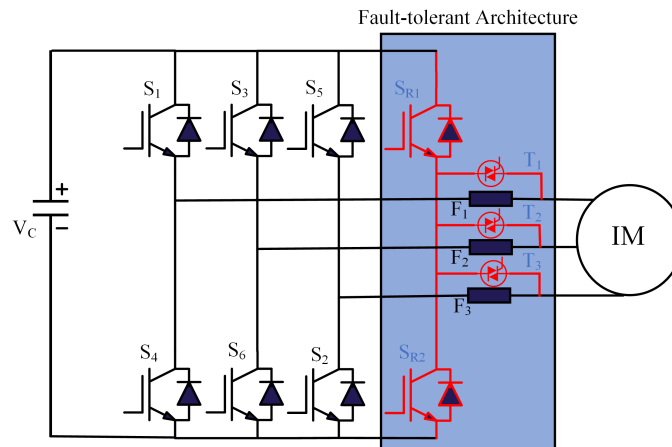 Fault-tolerant Architecture
S1 S3 S5 SR1
T1
F1
T2
F2
T3
F3
+
VC
−
IM
S4 S6 S2 SR2